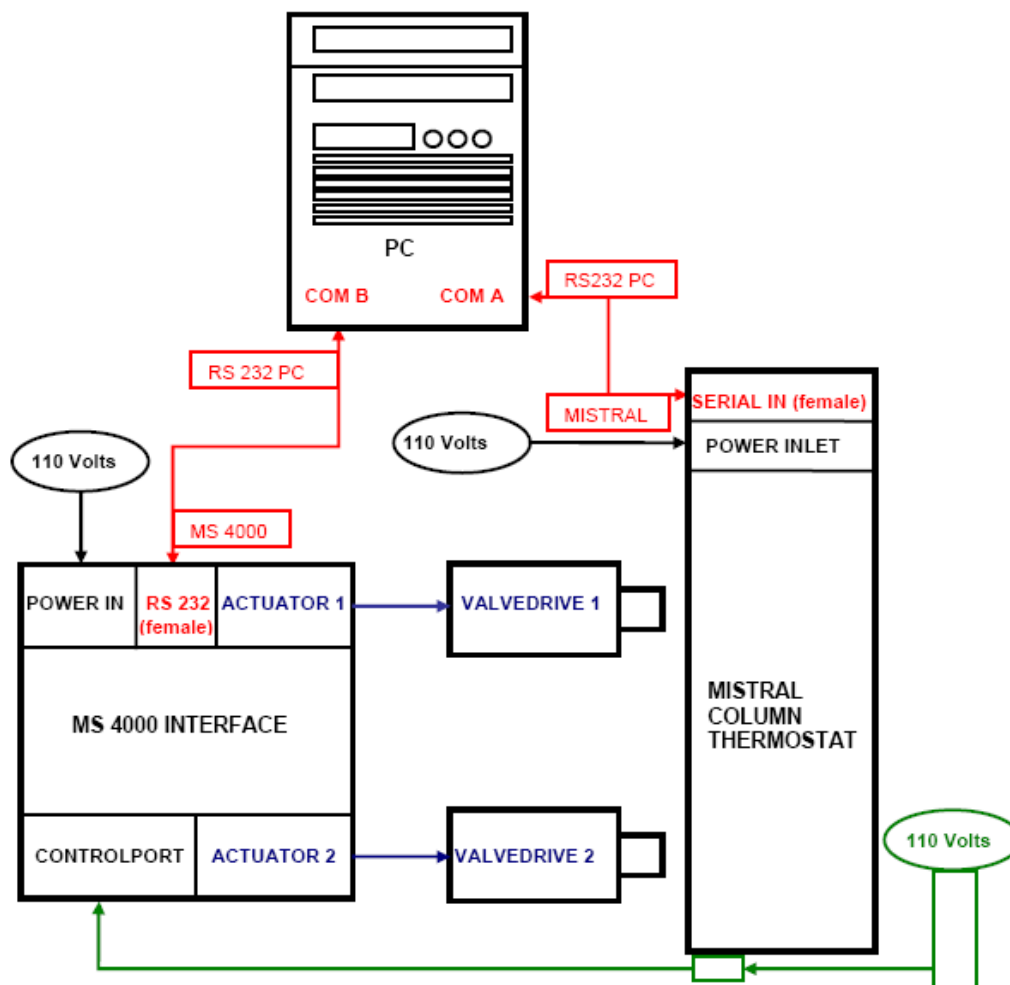 PC
COM B
COM A
RS232 PC
RS 232 PC
MISTRAL
SERIAL IN (female)
110 Volts
110 Volts
POWER INLET
MS 4000
POWER IN
RS 232
(female)
ACTUATOR 1
VALVEDRIVE 1
MS 4000 INTERFACE
MISTRAL
COLUMN
THERMOSTAT
CONTROLPORT
ACTUATOR 2
VALVEDRIVE 2
110 Volts